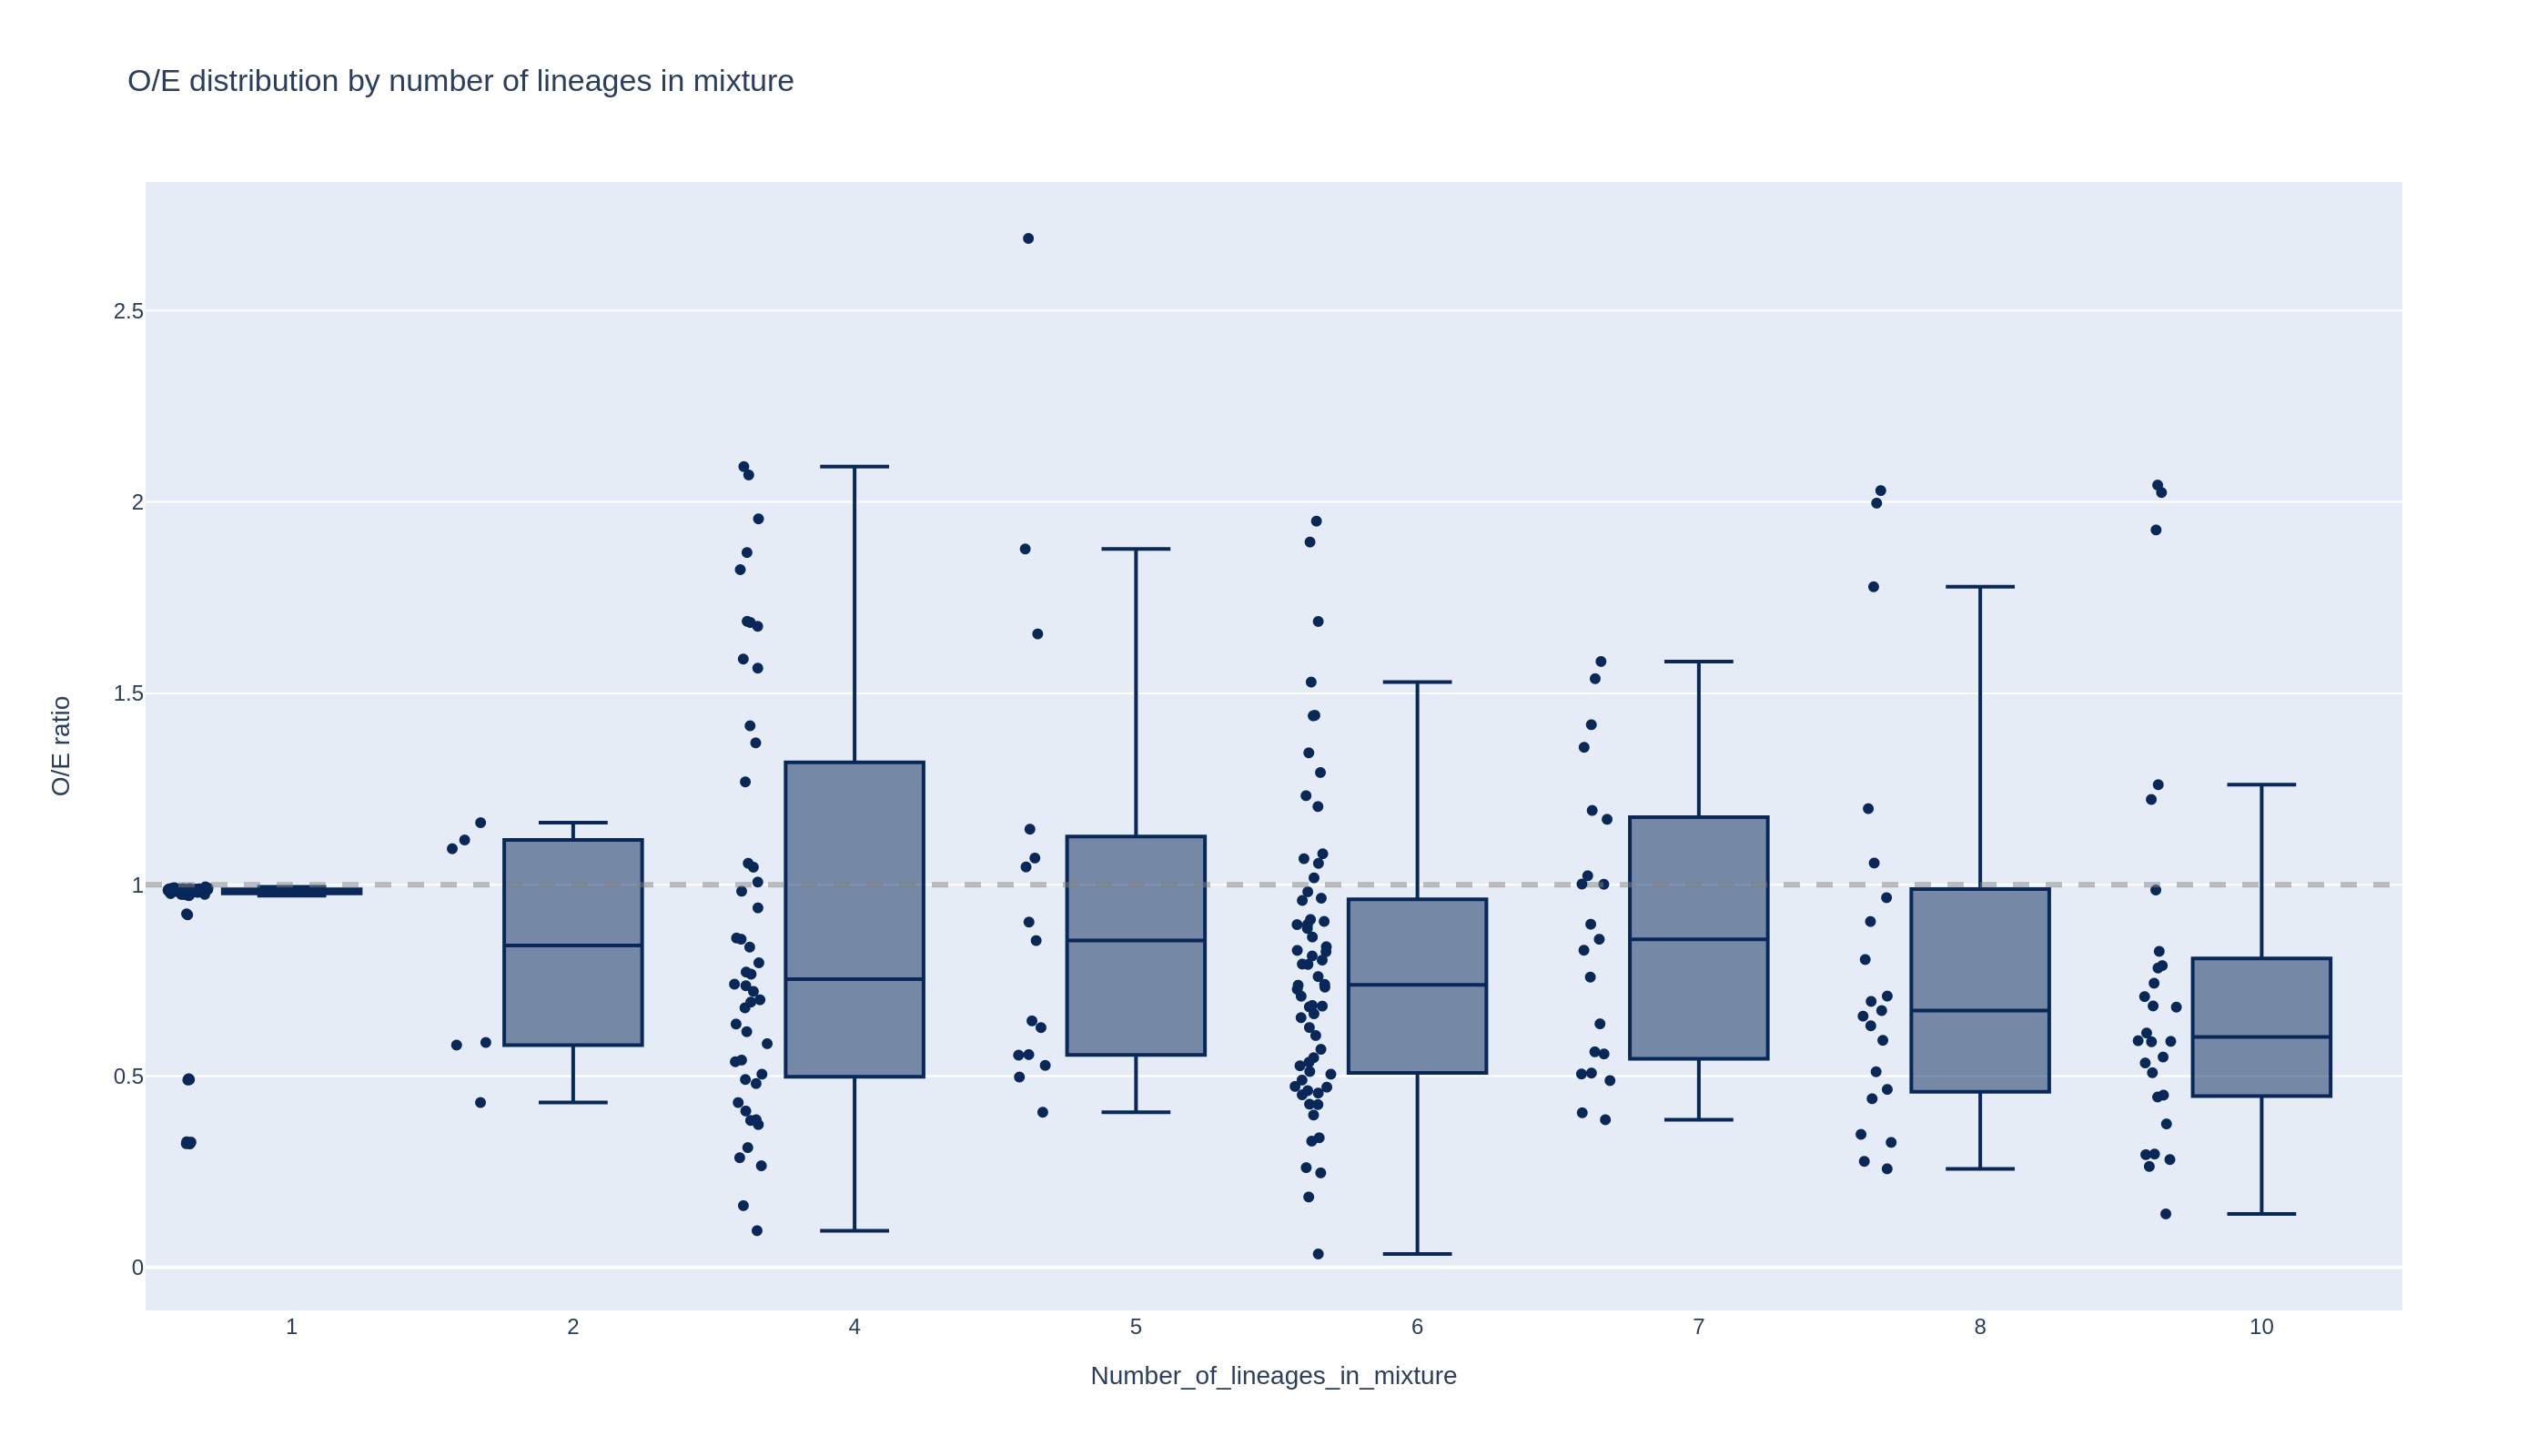 O/E distribution by number of lineages in mixture
2.5
2
1.5
1
0.5
0
O/E ratio
1 2 4 5 6 7 8 10
Number_of_lineages_in_mixture